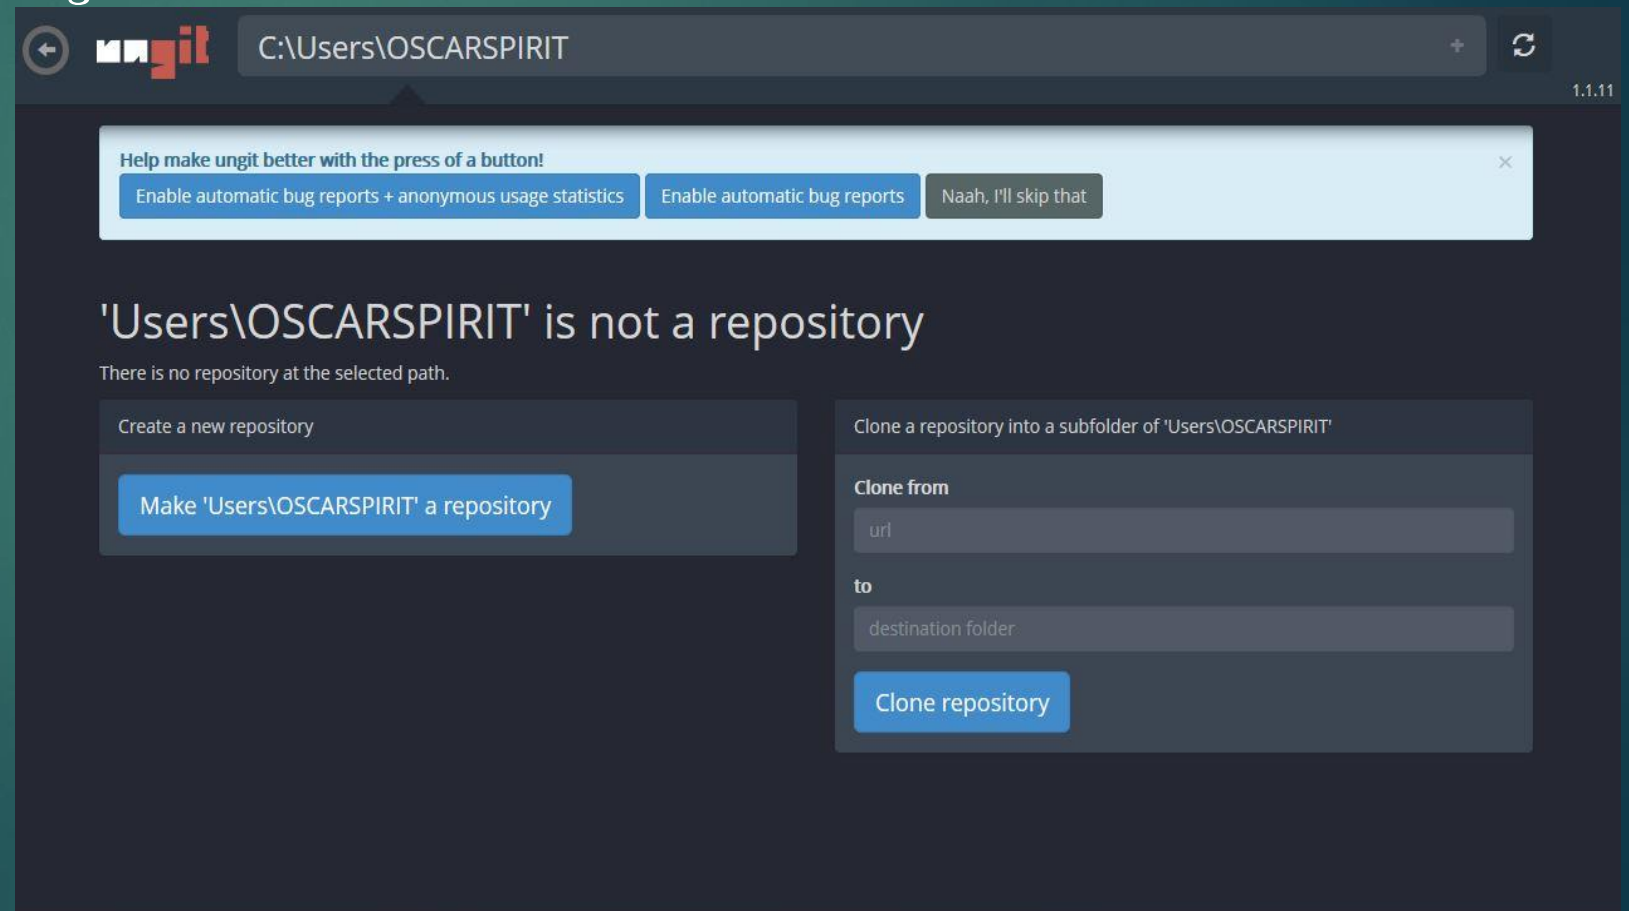 ungit
C:\Users\OSCARSPIRIT
1.1.11
Help make ungit better with the press of a button!
×
Enable automatic bug reports + anonymous usage statistics
Enable automatic bug reports
Naah, I'll skip that
'Users\OSCARSPIRIT' is not a repository
There is no repository at the selected path.
Create a new repository
Make 'Users\OSCARSPIRIT' a repository
Clone a repository into a subfolder of 'Users\OSCARSPIRIT'
Clone from
url
to
destination folder
Clone repository